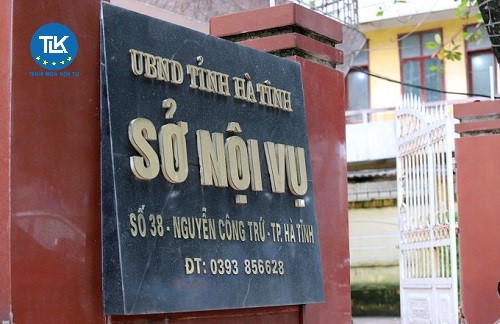 TLK
UBND TỈNH HÀ TĨNH
SỞ NỘI VỤ
SỐ 38 - NGUYỄN CÔNG TRỨ - TP. HÀ TĨNH
ĐT: 0393 856628